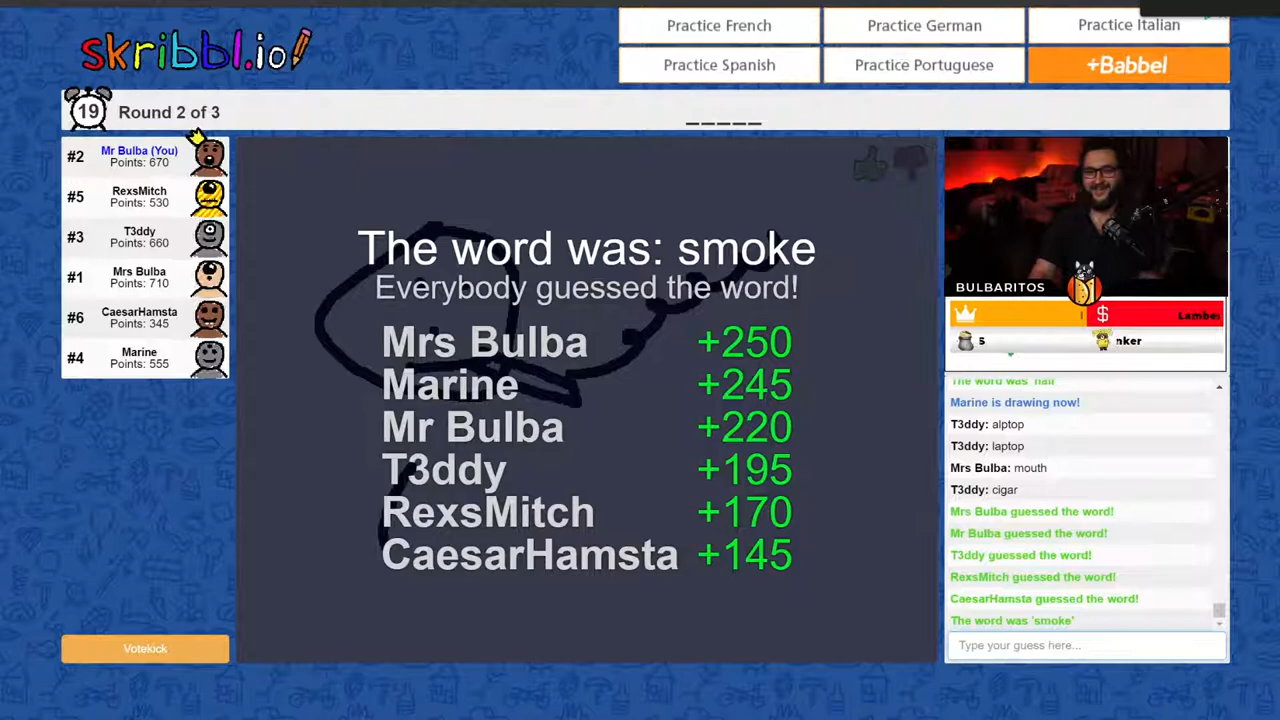 skribbl.io
Practice French
Practice German
Practice Italian
Practice Spanish
Practice Portuguese
+Babbel
19
Round 2 of 3
_____
#2
Mr Bulba (You)
Points: 670
#5
RexsMitch
Points: 530
#3
T3ddy
Points: 660
#1
Mrs Bulba
Points: 710
#6
CaesarHamsta
Points: 345
#4
Marine
Points: 555
Votekick
The word was: smoke
Everybody guessed the word!
Mrs Bulba +250
Marine +245
Mr Bulba +220
T3ddy +195
RexsMitch +170
CaesarHamsta +145
BULBARITOS
$
S
nker
Marine is drawing now!
T3ddy: alptop
T3ddy: laptop
Mrs Bulba: mouth
T3ddy: cigar
Mrs Bulba guessed the word!
Mr Bulba guessed the word!
T3ddy guessed the word!
RexsMitch guessed the word!
CaesarHamsta guessed the word!
The word was 'smoke'
Type your guess here...